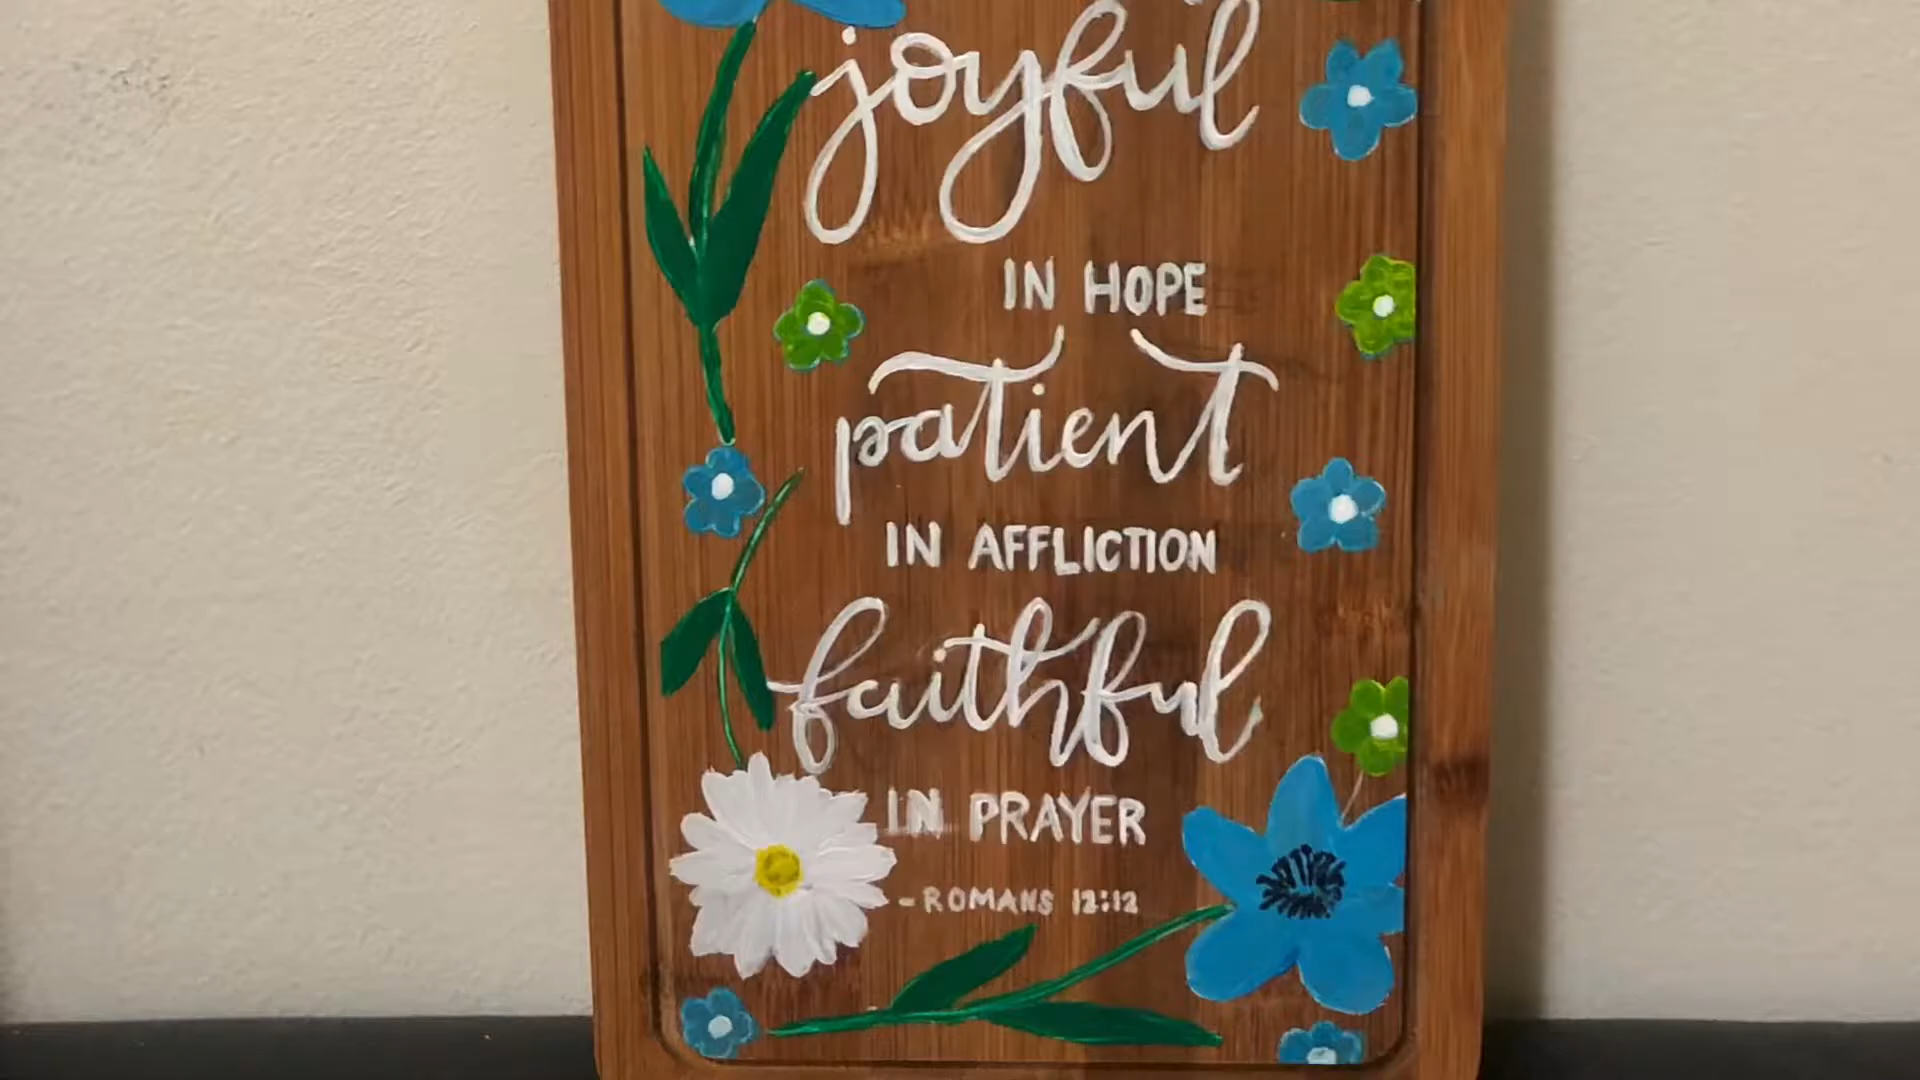 joyful
IN HOPE
patient
IN AFFLICTION
faithful
IN PRAYER
-ROMANS 12:12